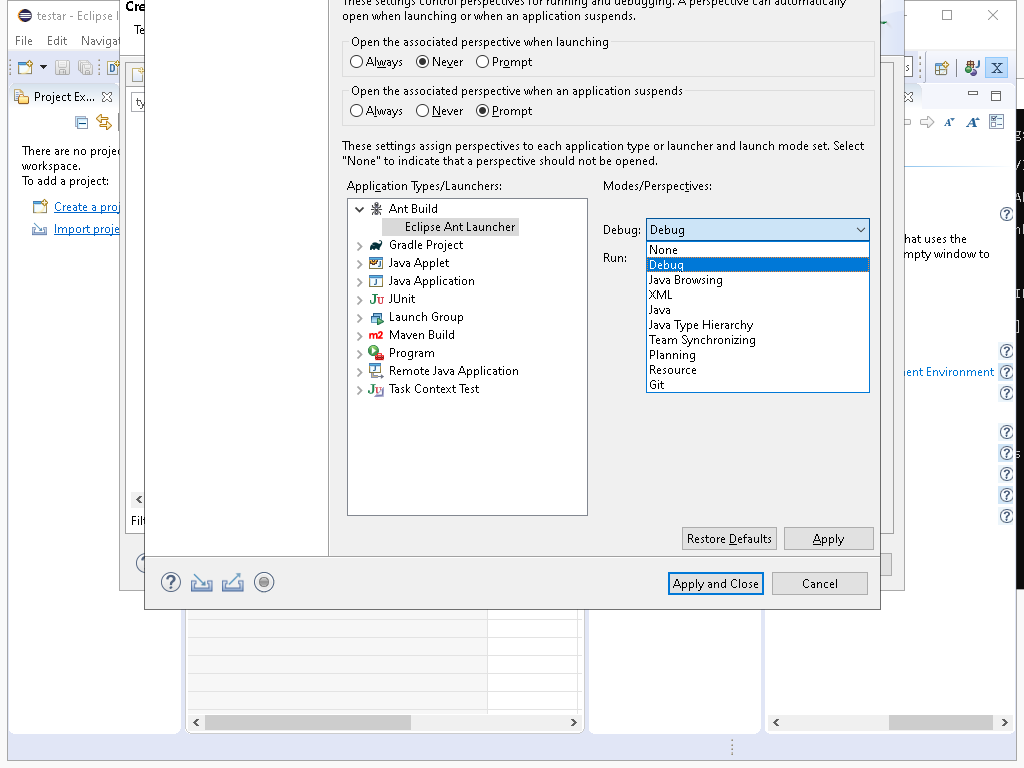 testar - Eclipse I
Cre
These settings control perspectives for running and debugging. A perspective can automatically
open when launching or when an application suspends.
File Edit Navigat
Te
Open the associated perspective when launching
Always Never Prompt
Project Ex...
X
Open the associated perspective when an application suspends
Always Never Prompt
ty
There are no projec
workspace.
To add a project:
Create a proj
Import proje
These settings assign perspectives to each application type or launcher and launch mode set. Select
"None" to indicate that a perspective should not be opened.
Application Types/Launchers:
Modes/Perspectives:
Ant Build
Eclipse Ant Launcher
Gradle Project
Java Applet
Java Application
JUnit
Launch Group
Maven Build
Program
Remote Java Application
Task Context Test
Debug: Debug
Run:
None
Debug
Java Browsing
XML
Java
Java Type Hierarchy
Team Synchronizing
Planning
Resource
Git
hat uses the
mpty window to
ent Environment
Filt
Restore Defaults Apply
Apply and Close Cancel